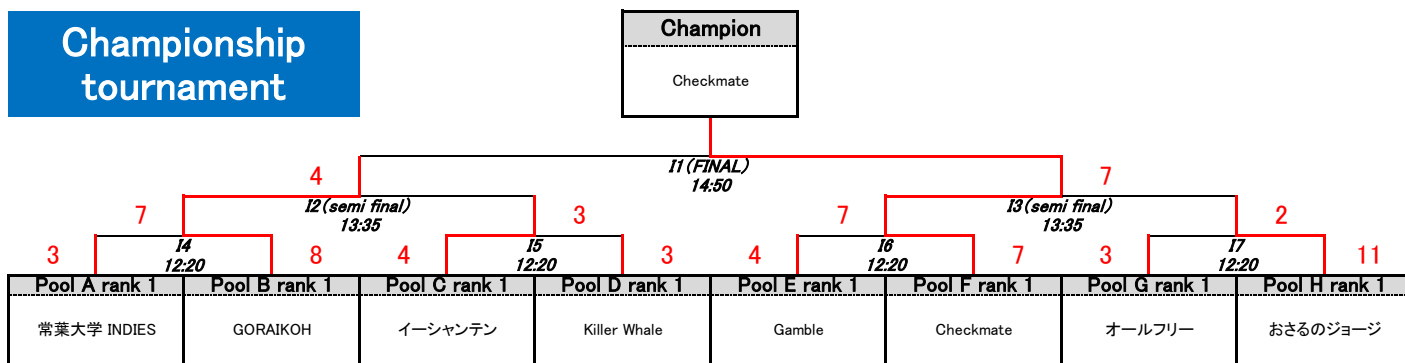 Championship
tournament
Champion
Checkmate
I1(FINAL)
14:50
4
7
I2(semi final)
13:35
I3(semi final)
13:35
7
3
7
2
I4
12:20
I5
12:20
I6
12:20
I7
12:20
3
8
4
3
4
7
3
11
Pool A rank 1
Pool B rank 1
Pool C rank 1
Pool D rank 1
Pool E rank 1
Pool F rank 1
Pool G rank 1
Pool H rank 1
常葉大学 INDIES
GORAIKOH
イーシャンテン
Killer Whale
Gamble
Checkmate
オールフリー
おさるのジョージ